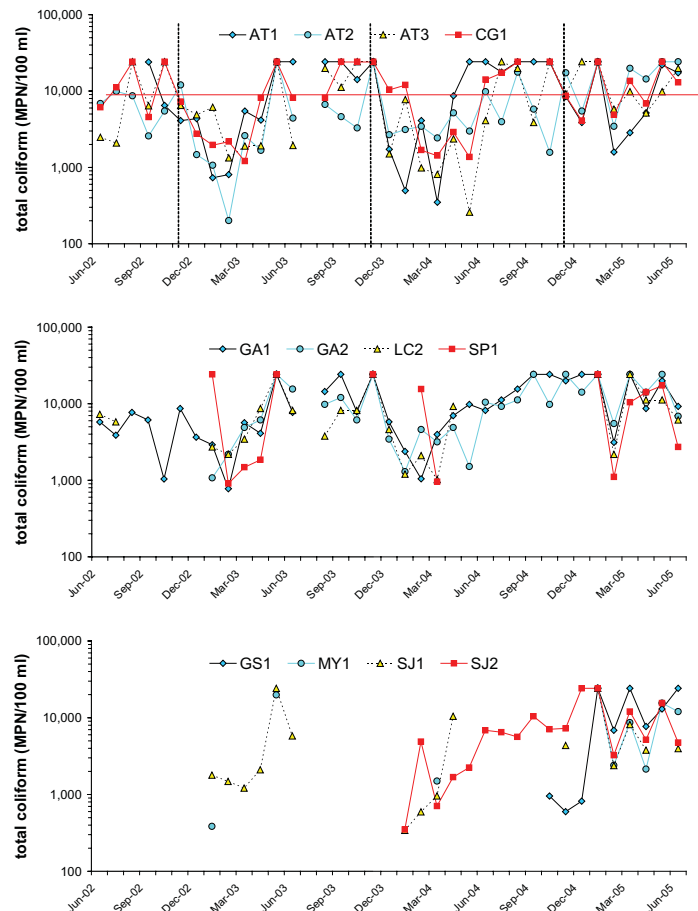 AT1 AT2 AT3 CG1
total coliform (MPN/100 ml)
100,000
10,000
1,000
100
Jun-02 Sep-02 Dec-02 Mar-03 Jun-03 Sep-03 Dec-03 Mar-04 Jun-04 Sep-04 Dec-04 Mar-05 Jun-05
GA1 GA2 LC2 SP1
total coliform (MPN/100 ml)
100,000
10,000
1,000
100
Jun-02 Sep-02 Dec-02 Mar-03 Jun-03 Sep-03 Dec-03 Mar-04 Jun-04 Sep-04 Dec-04 Mar-05 Jun-05
GS1 MY1 SJ1 SJ2
total coliform (MPN/100 ml)
100,000
10,000
1,000
100
Jun-02 Sep-02 Dec-02 Mar-03 Jun-03 Sep-03 Dec-03 Mar-04 Jun-04 Sep-04 Dec-04 Mar-05 Jun-05